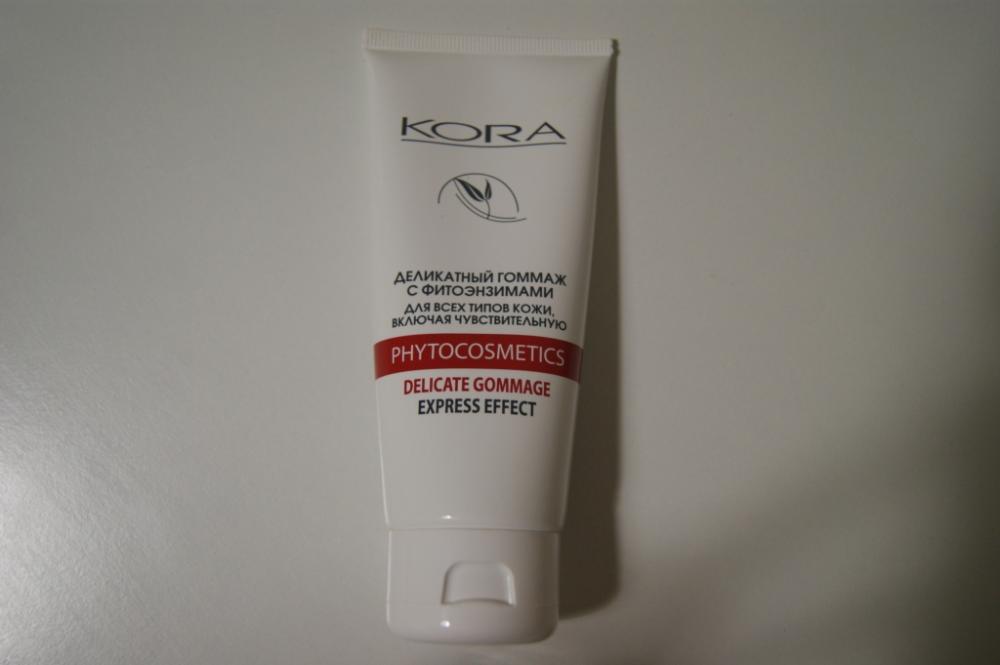 KORA
ДЕЛИКАТНЫЙ ГОММАЖ
С ФИТОЭНЗИМАМИ
ДЛЯ ВСЕХ ТИПОВ КОЖИ,
ВКЛЮЧАЯ ЧУВСТВИТЕЛЬНУЮ
PHYTOCOSMETICS
DELICATE GOMMAGE
EXPRESS EFFECT